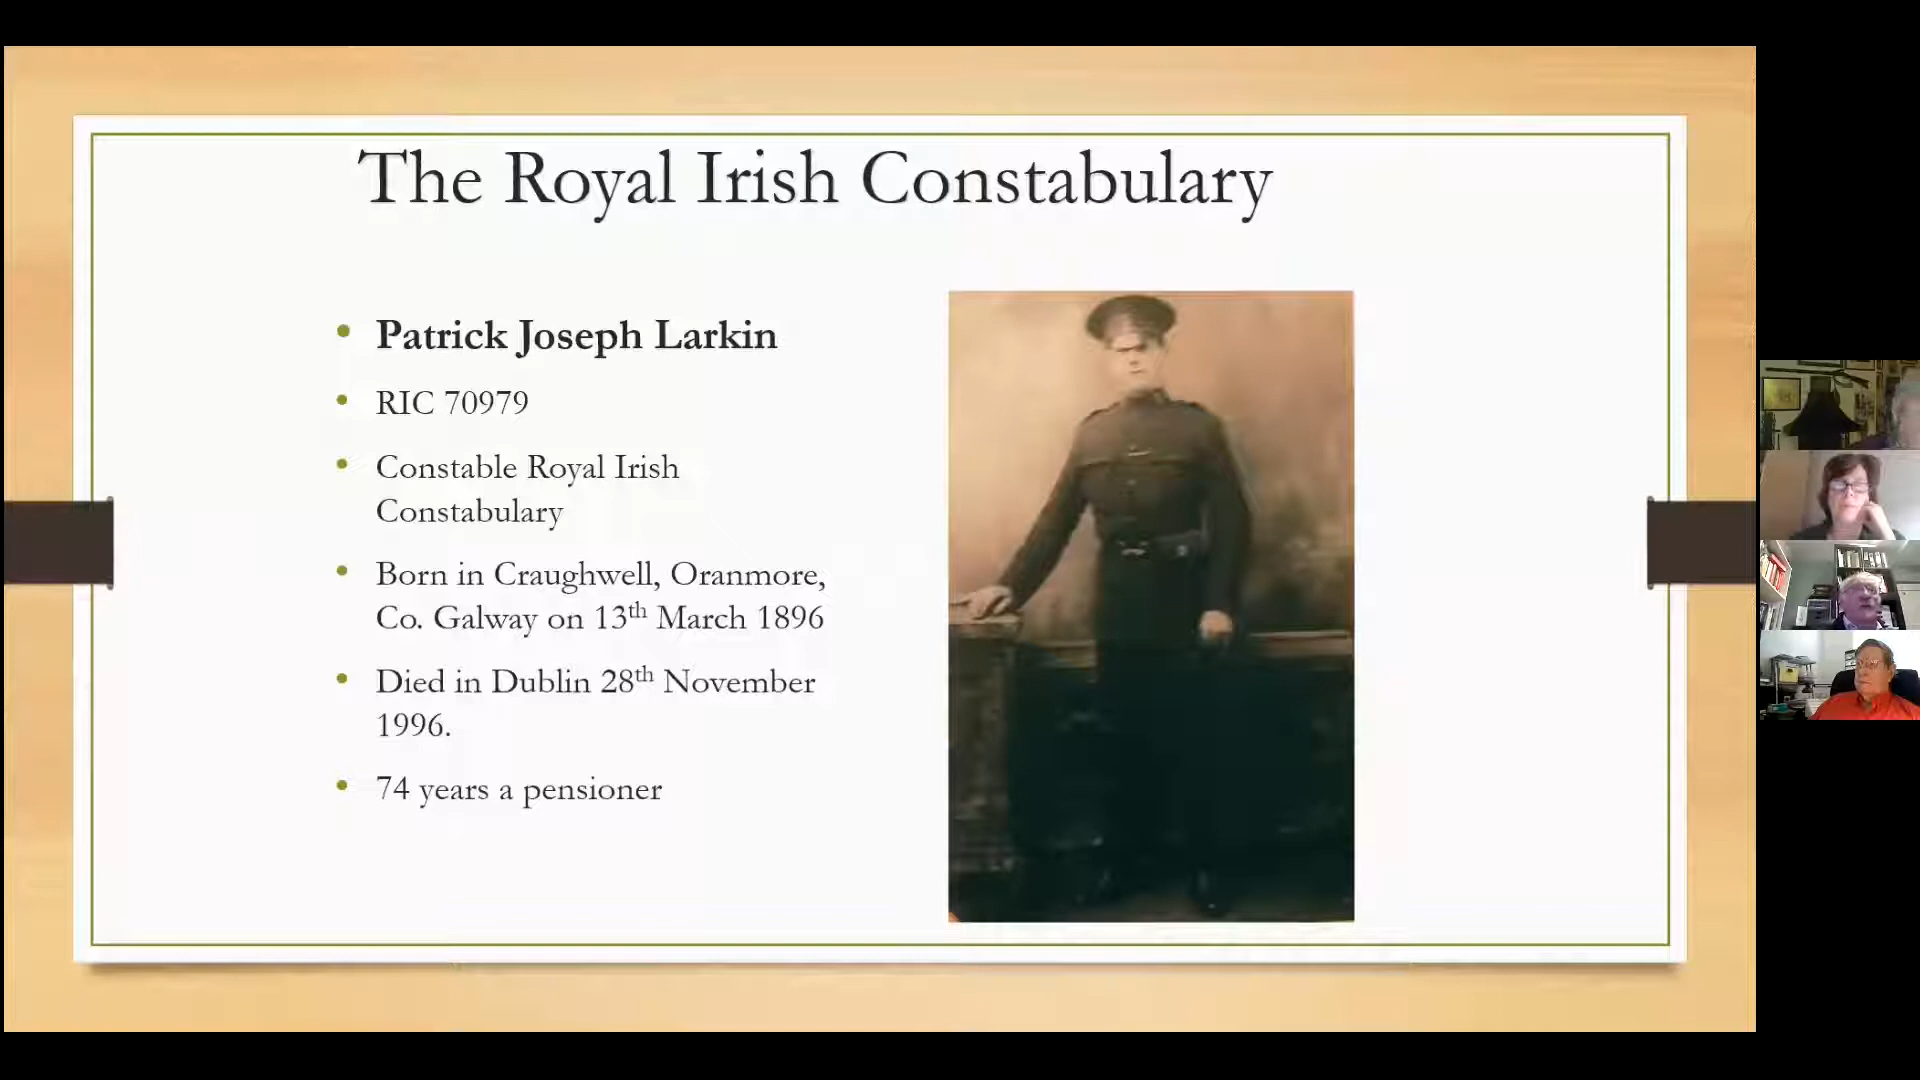 The Royal Irish Constabulary
• Patrick Joseph Larkin
• RIC 70979
• Constable Royal Irish
Constabulary
• Born in Craughwell, Oranmore,
Co. Galway on 13th March 1896
• Died in Dublin 28th November
1996.
• 74 years a pensioner